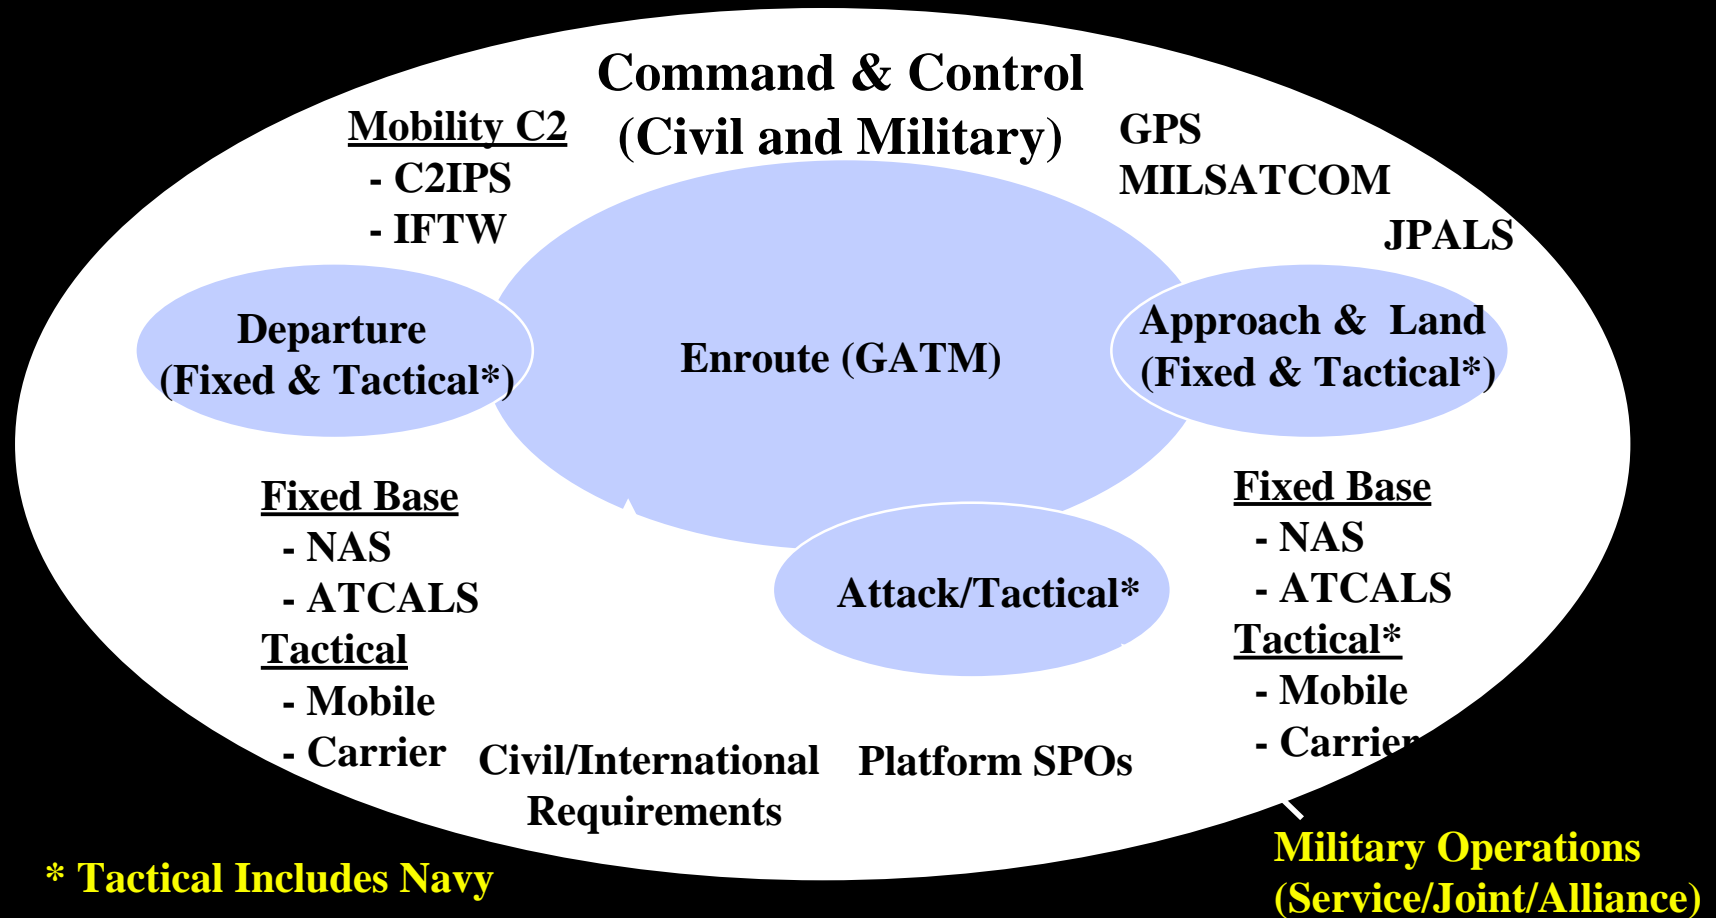 Command & Control
(Civil and Military)
Mobility C2
- C2IPS
- IFTW
GPS
MILSATCOM
JPALS
Departure
(Fixed & Tactical*)
Enroute (GATM)
Approach & Land
(Fixed & Tactical*)
Fixed Base
- NAS
- ATCALS
Tactical
- Mobile
- Carrier
Attack/Tactical*
Fixed Base
- NAS
- ATCALS
Tactical*
- Mobile
- Carrier
Civil/International
Requirements
Platform SPOs
* Tactical Includes Navy
Military Operations
(Service/Joint/Alliance)